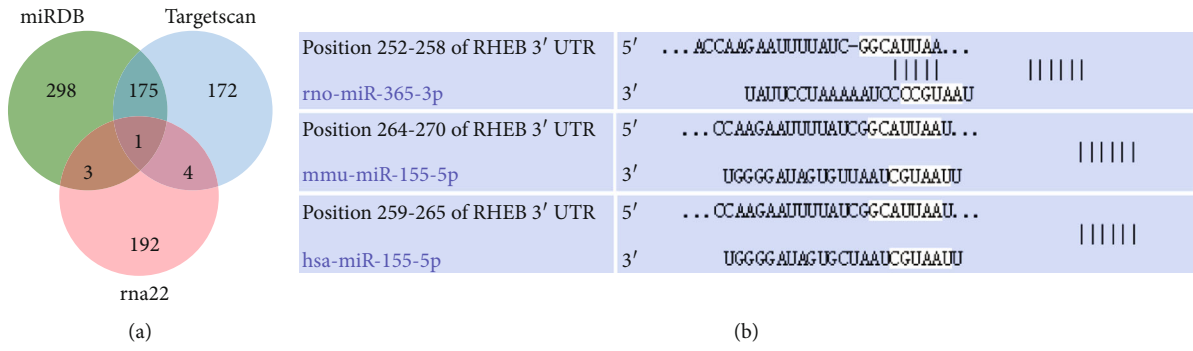 miRDB
Targetscan
298
175
172
1
3
4
192
rna22
(a)
Position 252-258 of RHEB 3′ UTR 5′ ...ACCAAGAAUUUUAUC-GGCAUUAA...
rno-miR-365-3p 3′ UAUUCCUAAAAAUCCCCGUAAU
Position 264-270 of RHEB 3′ UTR 5′ ...CCAAGAAUUUUAUCGGCAUUAAU...
mmu-miR-155-5p 3′ UGGGGAUAGUGUUAAUCGUAAUU
Position 259-265 of RHEB 3′ UTR 5′ ...CCAAGAAUUUUAUCGGCAUUAAU...
hsa-miR-155-5p 3′ UGGGGAUAGUGCUAAUCGUAAUU
(b)